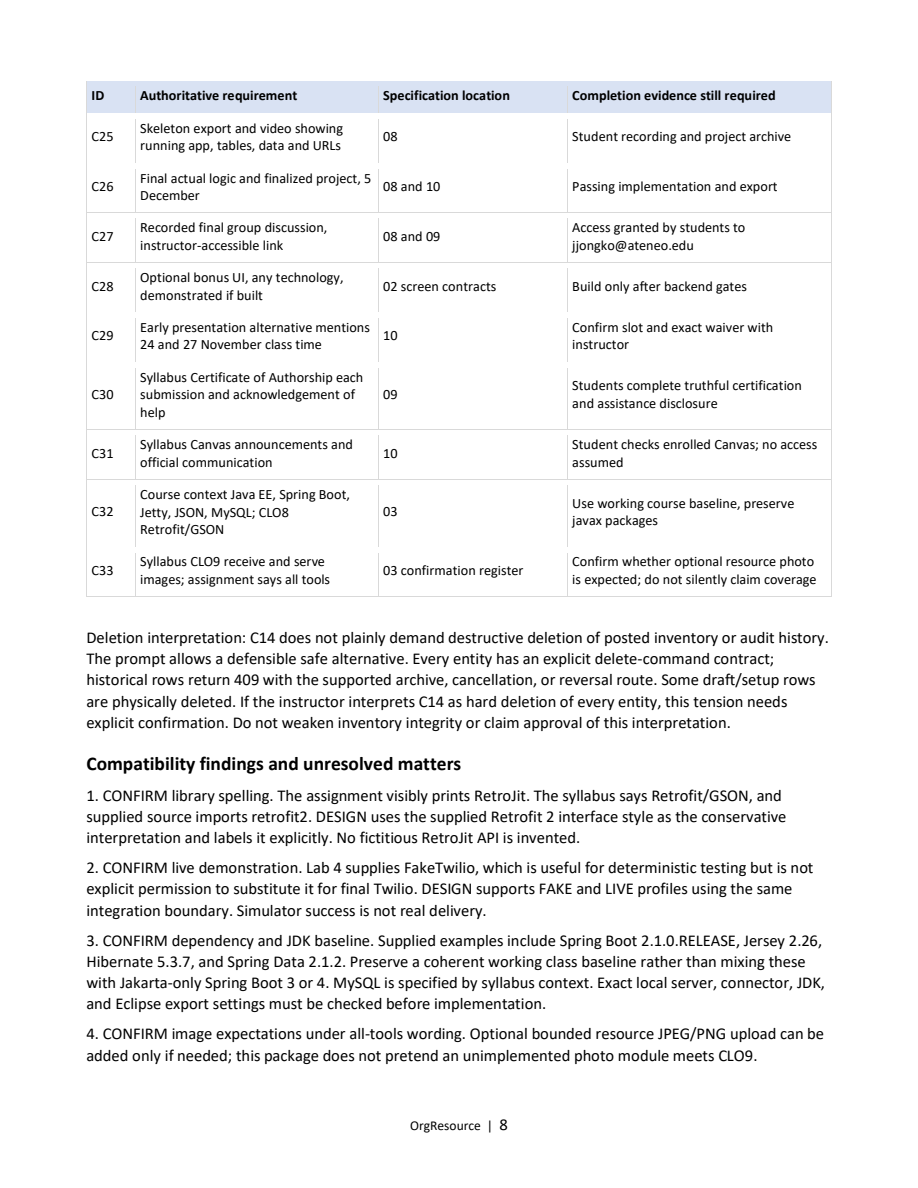 ID Authoritative requirement Specification location Completion evidence still required
C25 Skeleton export and video showing running app, tables, data and URLs 08 Student recording and project archive
C26 Final actual logic and finalized project, 5 December 08 and 10 Passing implementation and export
C27 Recorded final group discussion, instructor-accessible link 08 and 09 Access granted by students to jjongko@ateneo.edu
C28 Optional bonus UI, any technology, demonstrated if built 02 screen contracts Build only after backend gates
C29 Early presentation alternative mentions 24 and 27 November class time 10 Confirm slot and exact waiver with instructor
C30 Syllabus Certificate of Authorship each submission and acknowledgement of help 09 Students complete truthful certification and assistance disclosure
C31 Syllabus Canvas announcements and official communication 10 Student checks enrolled Canvas; no access assumed
C32 Course context Java EE, Spring Boot, Jetty, JSON, MySQL; CLO8 Retrofit/GSON 03 Use working course baseline, preserve javax packages
C33 Syllabus CLO9 receive and serve images; assignment says all tools 03 confirmation register Confirm whether optional resource photo is expected; do not silently claim coverage
Deletion interpretation: C14 does not plainly demand destructive deletion of posted inventory or audit history.
The prompt allows a defensible safe alternative. Every entity has an explicit delete-command contract;
historical rows return 409 with the supported archive, cancellation, or reversal route. Some draft/setup rows
are physically deleted. If the instructor interprets C14 as hard deletion of every entity, this tension needs
explicit confirmation. Do not weaken inventory integrity or claim approval of this interpretation.
Compatibility findings and unresolved matters
1. CONFIRM library spelling. The assignment visibly prints RetroJit. The syllabus says Retrofit/GSON, and
supplied source imports retrofit2. DESIGN uses the supplied Retrofit 2 interface style as the conservative
interpretation and labels it explicitly. No fictitious RetroJit API is invented.
2. CONFIRM live demonstration. Lab 4 supplies FakeTwilio, which is useful for deterministic testing but is not
explicit permission to substitute it for final Twilio. DESIGN supports FAKE and LIVE profiles using the same
integration boundary. Simulator success is not real delivery.
3. CONFIRM dependency and JDK baseline. Supplied examples include Spring Boot 2.1.0.RELEASE, Jersey 2.26,
Hibernate 5.3.7, and Spring Data 2.1.2. Preserve a coherent working class baseline rather than mixing these
with Jakarta-only Spring Boot 3 or 4. MySQL is specified by syllabus context. Exact local server, connector, JDK,
and Eclipse export settings must be checked before implementation.
4. CONFIRM image expectations under all-tools wording. Optional bounded resource JPEG/PNG upload can be
added only if needed; this package does not pretend an unimplemented photo module meets CLO9.
OrgResource | 8